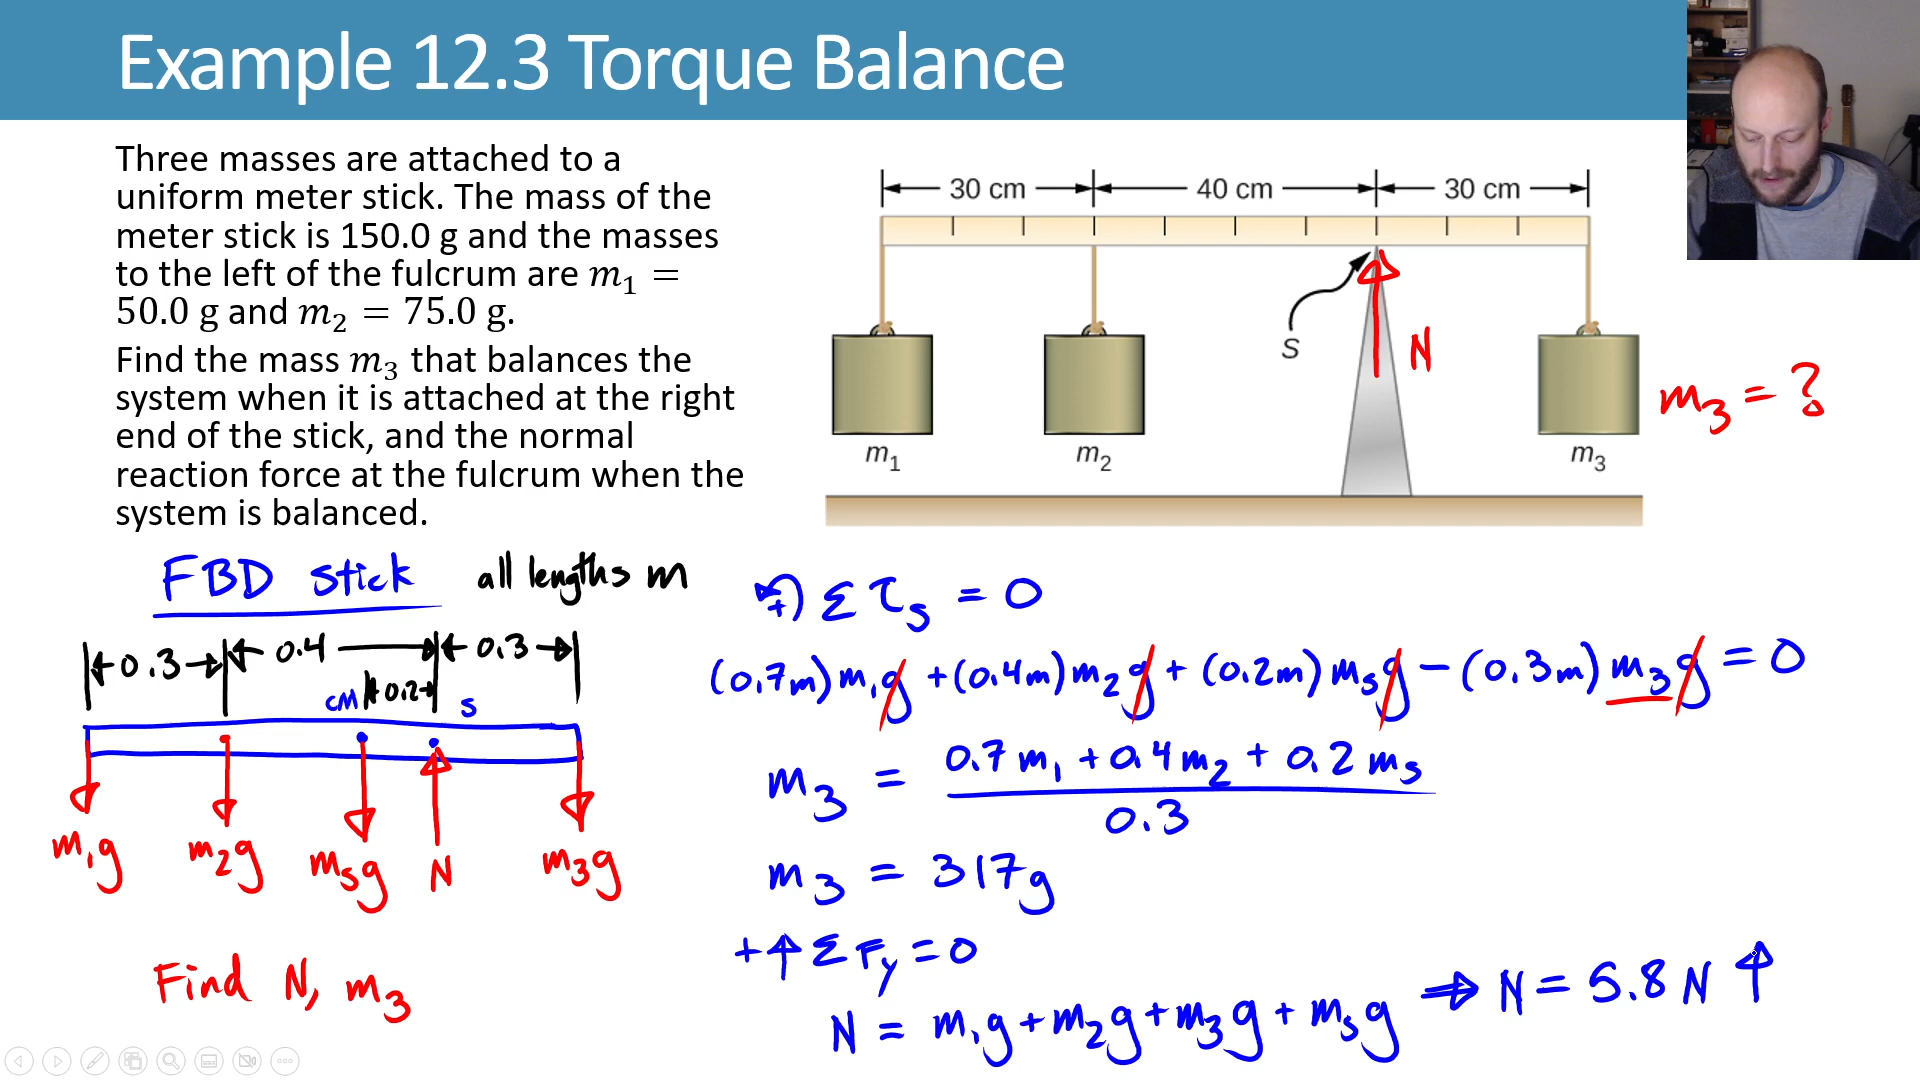 Example 12.3 Torque Balance
Three masses are attached to a
uniform meter stick. The mass of the
meter stick is 150.0 g and the masses
to the left of the fulcrum are m₁ =
50.0 g and m₂ = 75.0 g.
Find the mass m₃ that balances the
system when it is attached at the right
end of the stick, and the normal
reaction force at the fulcrum when the
system is balanced.
30 cm 40 cm 30 cm
S N
m₁ m₂ m₃
m₃ = ?
FBD stick all lengths m
0.3 0.4 0.3
cm 0.2 s
m₁g m₂g mₛg N m₃g
Find N, m₃
+) Σ τₛ = 0
(0.7m) m₁g + (0.4m) m₂g + (0.2m) mₛg − (0.3m) m₃g = 0
m₃ = 0.7 m₁ + 0.4 m₂ + 0.2 mₛ
0.3
m₃ = 317g
+↑ Σ Fy = 0
N = m₁g + m₂g + m₃g + mₛg ⇒ N = 5.8 N ↑